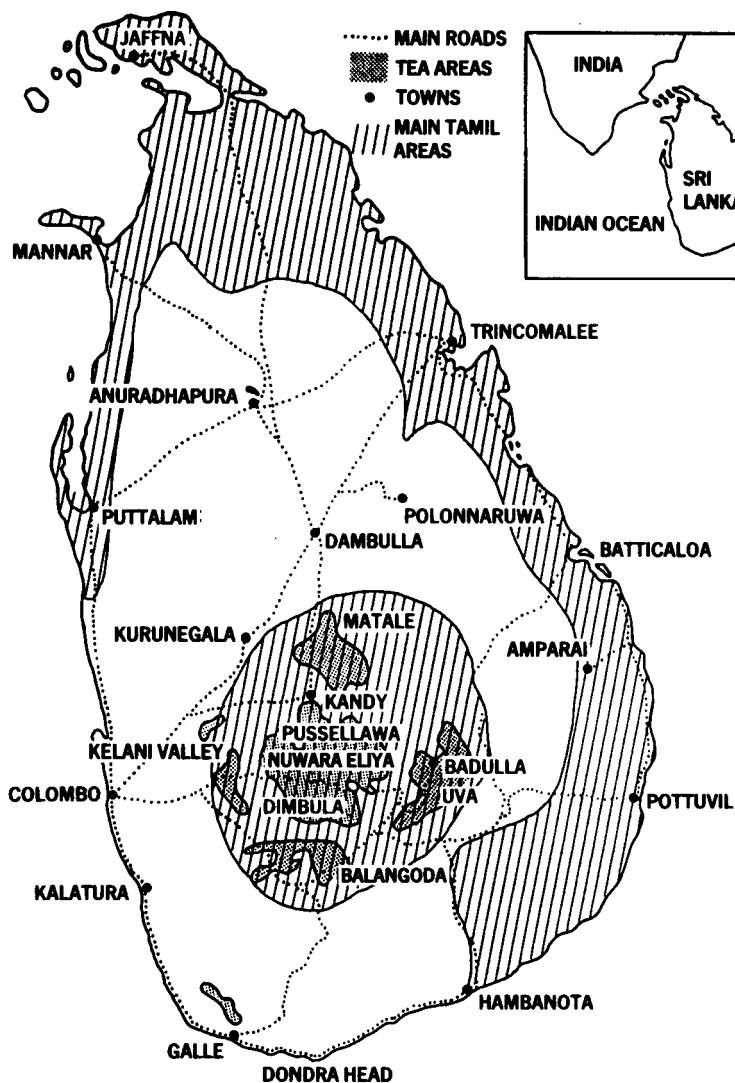 JAFFNA
MAIN ROADS
TEA AREAS
TOWNS
MAIN TAMIL
AREAS
INDIA
SRI
LANKA
INDIAN OCEAN
MANNAR
TRINCOMALEE
ANURADHAPURA
PUTTALAM
POLONNARUWA
DAMBULLA
BATTICALOA
KURUNEGALA
MATALE
AMPARAI
KANDY
PUSSELLAWA
KELANI VALLEY
NUWARA ELIYA
BADULLA
COLOMBO
DIMBULA
UVA
POTTUVIL
BALANGODA
KALATURA
HAMBANOTA
GALLE
DONDRA HEAD